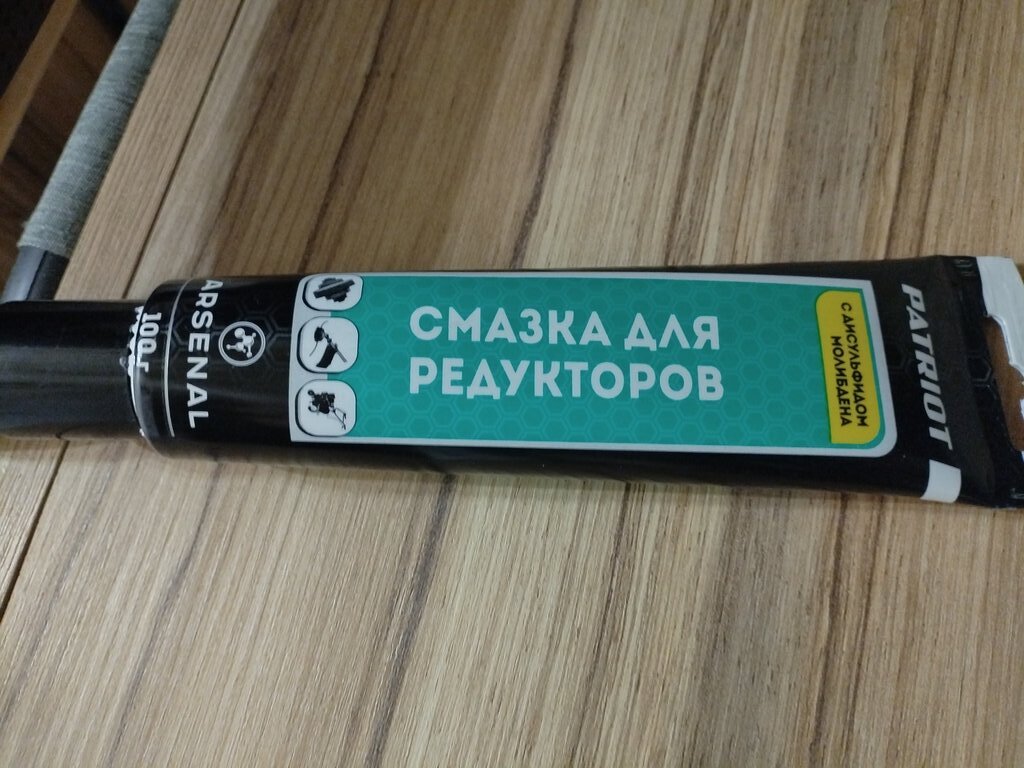 PATRIOT
С ДИСУЛЬФИДОМ
МОЛИБДЕНА
СМАЗКА ДЛЯ
РЕДУКТОРОВ
ARSENAL
100 г